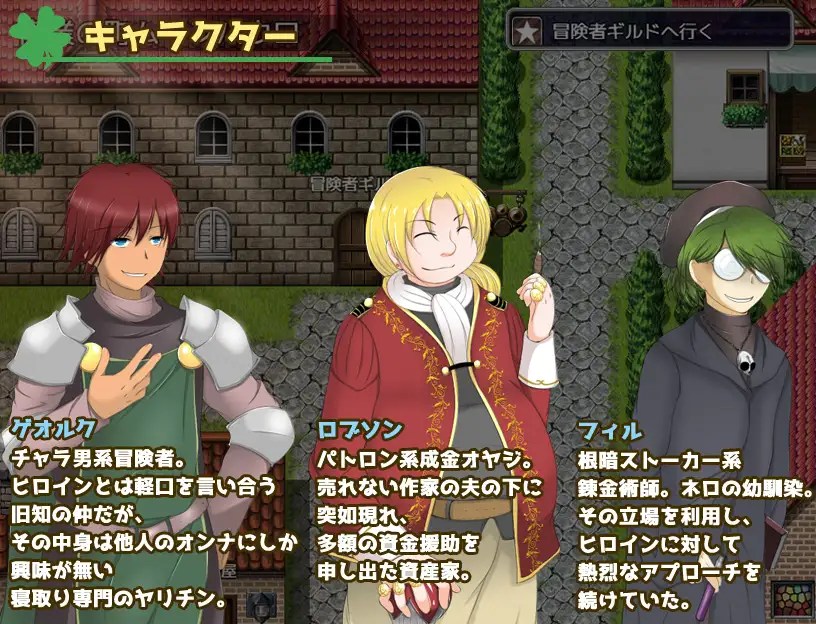 キャラクター
冒険者ギルドへ行く
冒険者ギル
ゲオルク
チャラ男系冒険者。
ヒロインとは軽口を言い合う
旧知の仲だが、
その中身は他人のオンナにしか
興味が無い
寝取り専門のヤリチン。
ロブソン
パトロン系成金オヤジ。
売れない作家の夫の下に
突如現れ、
多額の資金援助を
申し出た資産家。
フィル
根暗ストーカー系
錬金術師。ネロの幼馴染。
その立場を利用し、
ヒロインに対して
熱烈なアプローチを
続けていた。